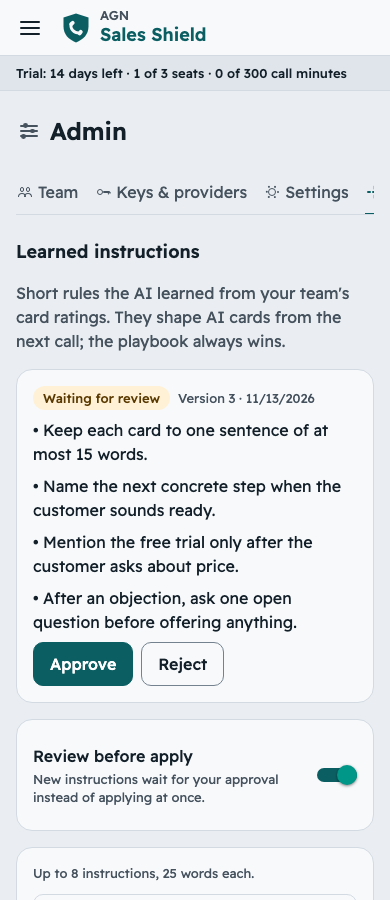 AGN
Sales Shield
Trial: 14 days left · 1 of 3 seats · 0 of 300 call minutes
Admin
Team Keys & providers Settings
Learned instructions
Short rules the AI learned from your team's
card ratings. They shape AI cards from the
next call; the playbook always wins.
Waiting for review Version 3 · 11/13/2026
• Keep each card to one sentence of at
most 15 words.
• Name the next concrete step when the
customer sounds ready.
• Mention the free trial only after the
customer asks about price.
• After an objection, ask one open
question before offering anything.
Approve Reject
Review before apply
New instructions wait for your approval
instead of applying at once.
Up to 8 instructions, 25 words each.